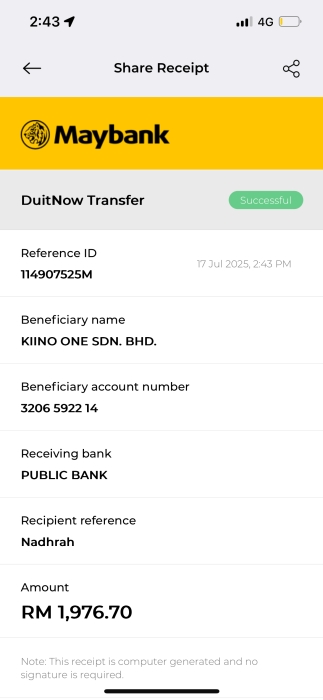 2:43
4G
Share Receipt
Maybank
DuitNow Transfer
Successful
Reference ID
114907525M
17 Jul 2025, 2:43 PM
Beneficiary name
KIINO ONE SDN. BHD.
Beneficiary account number
3206 5922 14
Receiving bank
PUBLIC BANK
Recipient reference
Nadhrah
Amount
RM 1,976.70
Note: This receipt is computer generated and no
signature is required.